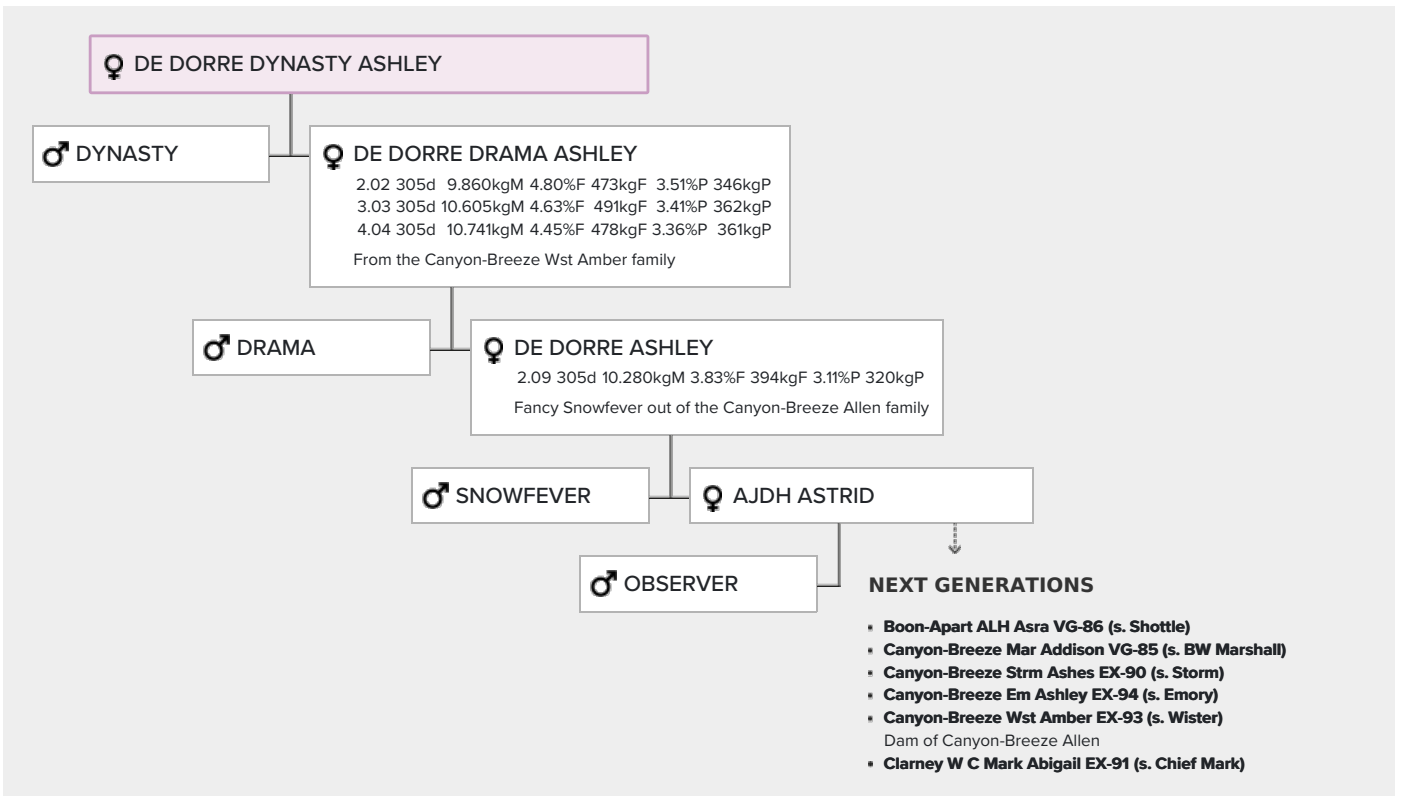 DE DORRE DYNASTY ASHLEY
DYNASTY
DE DORRE DRAMA ASHLEY
2.02 305d 9.860kgM 4.80%F 473kgF 3.51%P 346kgP
3.03 305d 10.605kgM 4.63%F 491kgF 3.41%P 362kgP
4.04 305d 10.741kgM 4.45%F 478kgF 3.36%P 361kgP
From the Canyon-Breeze Wst Amber family
DRAMA
DE DORRE ASHLEY
2.09 305d 10.280kgM 3.83%F 394kgF 3.11%P 320kgP
Fancy Snowfever out of the Canyon-Breeze Allen family
SNOWFEVER
AJDH ASTRID
OBSERVER
NEXT GENERATIONS
Boon-Apart ALH Asra VG-86 (s. Shottle)
Canyon-Breeze Mar Addison VG-85 (s. BW Marshall)
Canyon-Breeze Strm Ashes EX-90 (s. Storm)
Canyon-Breeze Em Ashley EX-94 (s. Emory)
Canyon-Breeze Wst Amber EX-93 (s. Wister)
Dam of Canyon-Breeze Allen
Clarney W C Mark Abigail EX-91 (s. Chief Mark)